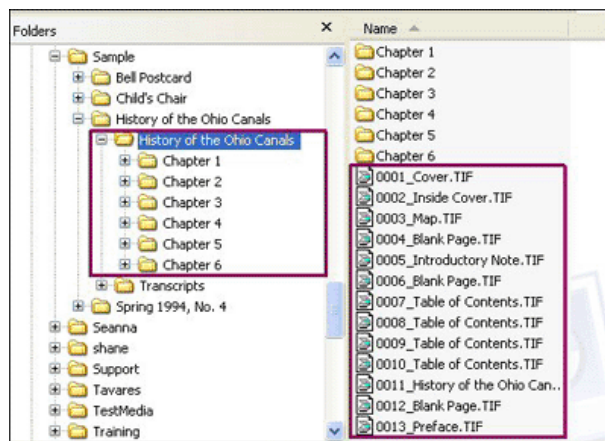 Folders
Sample
Bell Postcard
Child's Chair
History of the Ohio Canals
History of the Ohio Canals
Chapter 1
Chapter 2
Chapter 3
Chapter 4
Chapter 5
Chapter 6
Transcripts
Spring 1994, No. 4
Seanna
shane
Support
Tavares
TestMedia
Training
Name
Chapter 1
Chapter 2
Chapter 3
Chapter 4
Chapter 5
Chapter 6
0001_Cover.TIF
0002_Inside Cover.TIF
0003_Map.TIF
0004_Blank Page.TIF
0005_Introductory Note.TIF
0006_Blank Page.TIF
0007_Table of Contents.TIF
0008_Table of Contents.TIF
0009_Table of Contents.TIF
0010_Table of Contents.TIF
0011_History of the Ohio Can...
0012_Blank Page.TIF
0013_Preface.TIF